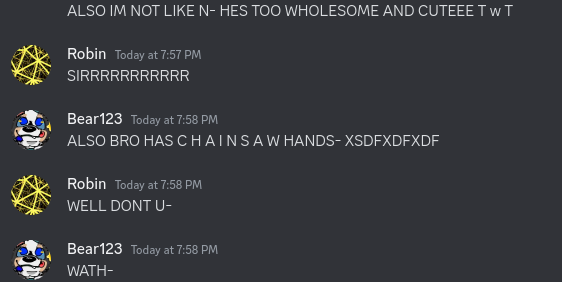 ALSO IM NOT LIKE N- HES TOO WHOLESOME AND CUTEEE T w T
Robin Today at 7:57 PM
SIRRRRRRRRRRR
Bear123 Today at 7:58 PM
ALSO BRO HAS C H A I N S A W HANDS- XSDFXDFXDF
Robin Today at 7:58 PM
WELL DONT U-
Bear123 Today at 7:58 PM
WATH-